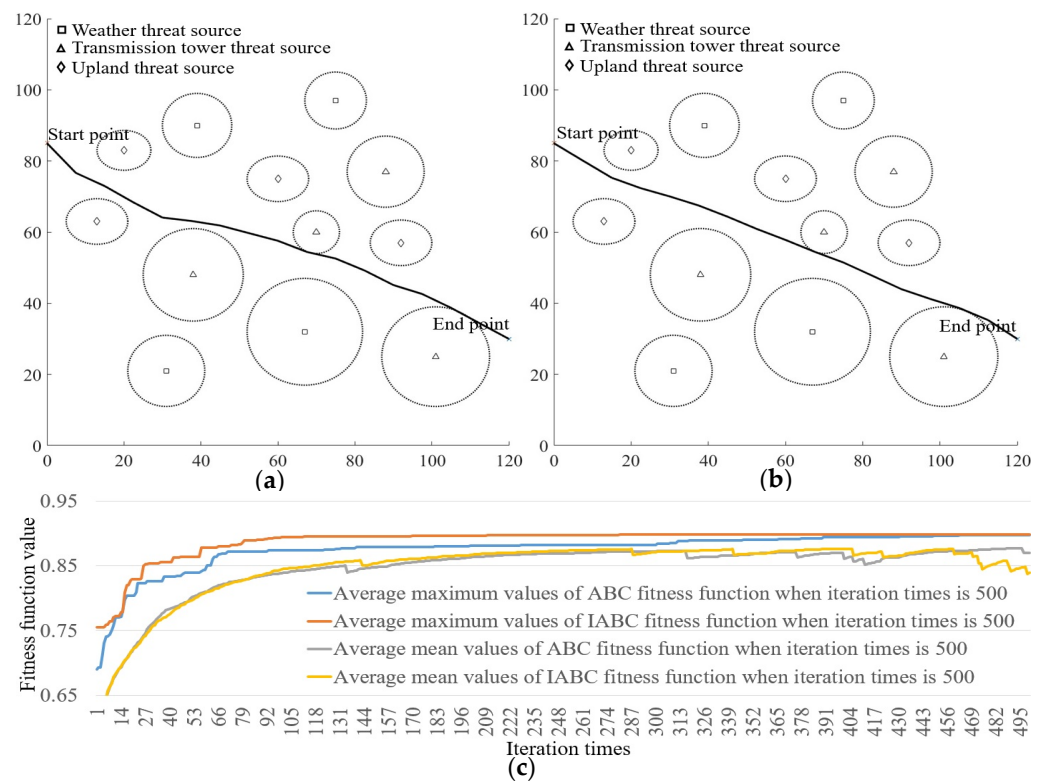 120
100
80
60
40
20
0
Weather threat source
Transmission tower threat source
Upland threat source
Start point
End point
0 20 40 60 80 100 120
(a)
120
100
80
60
40
20
0
Weather threat source
Transmission tower threat source
Upland threat source
Start point
End point
0 20 40 60 80 100 120
(b)
Fitness function value
0.95
0.85
0.75
0.65
Average maximum values of ABC fitness function when iteration times is 500
Average maximum values of IABC fitness function when iteration times is 500
Average mean values of ABC fitness function when iteration times is 500
Average mean values of IABC fitness function when iteration times is 500
1 14 27 40 53 66 79 92 105 118 131 144 157 170 183 196 209 222 235 248 261 274 287 300 313 326 339 352 365 378 391 404 417 430 443 456 469 482 495
Iteration times
(c)